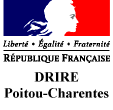 Liberté • Égalité • Fraternité
RÉPUBLIQUE FRANÇAISE
DRIRE
Poitou-Charentes